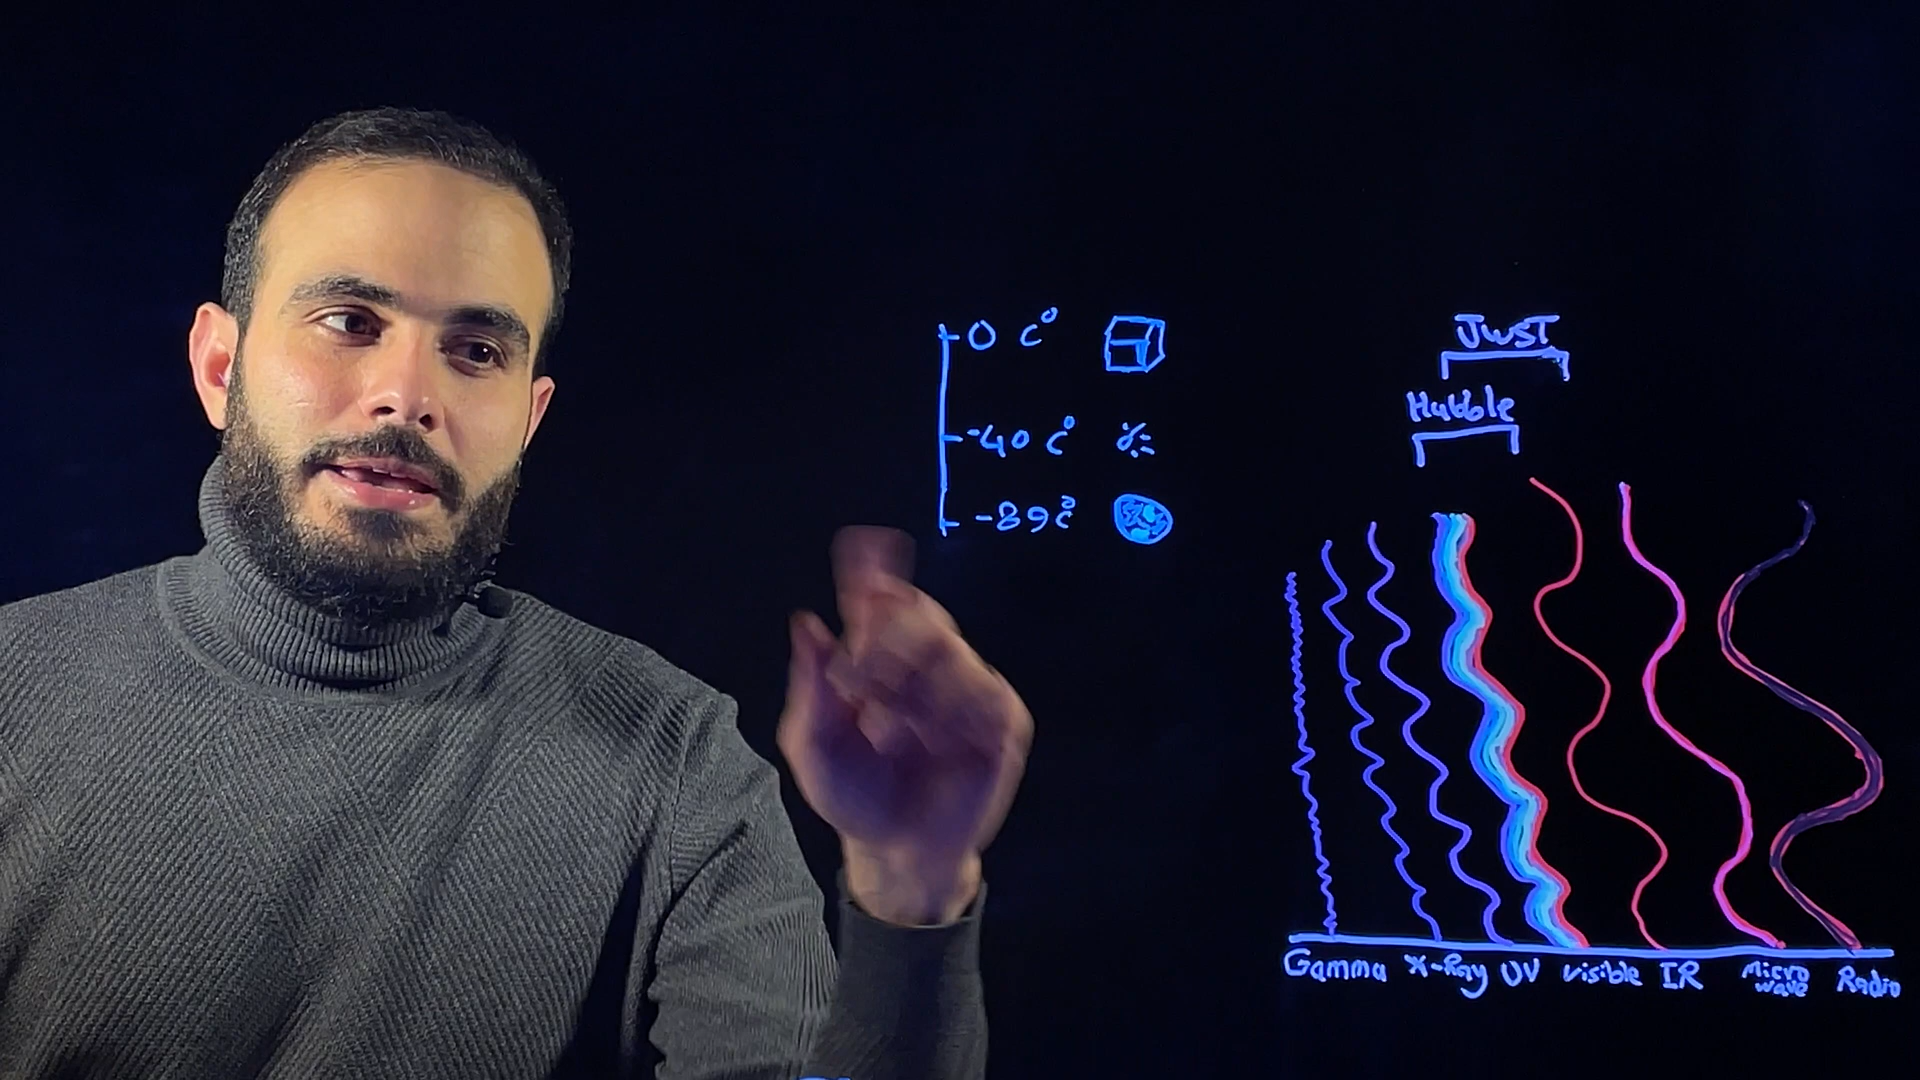 0 C°
-40 C°
-89 C°
JWST
Hubble
Gamma X-Ray UV visible IR Micro wave Radio